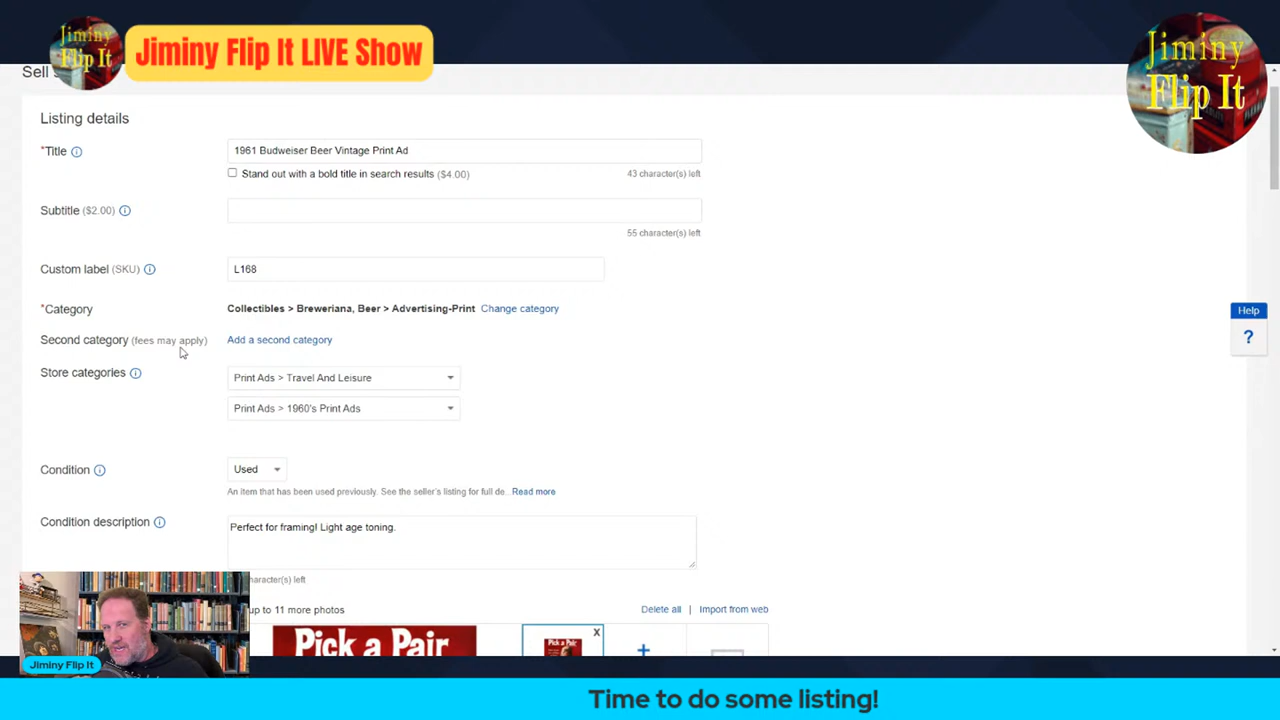 Jiminy
Flip It
Jiminy Flip It LIVE Show
Jiminy
Flip It
Sell
Listing details
*Title
1961 Budweiser Beer Vintage Print Ad
Stand out with a bold title in search results ($4.00)
43 character(s) left
Subtitle ($2.00)
55 character(s) left
Custom label (SKU)
L168
*Category
Collectibles > Breweriana, Beer > Advertising-Print Change category
Help
?
Second category (fees may apply)
Add a second category
Store categories
Print Ads > Travel And Leisure
Print Ads > 1960's Print Ads
Condition
Used
An item that has been used previously. See the seller's listing for full de... Read more
Condition description
Perfect for framing! Light age toning.
haracter(s) left
up to 11 more photos
Delete all | Import from web
Pick a Pair
Pick a Pair
X
+
Jiminy Flip It
Time to do some listing!